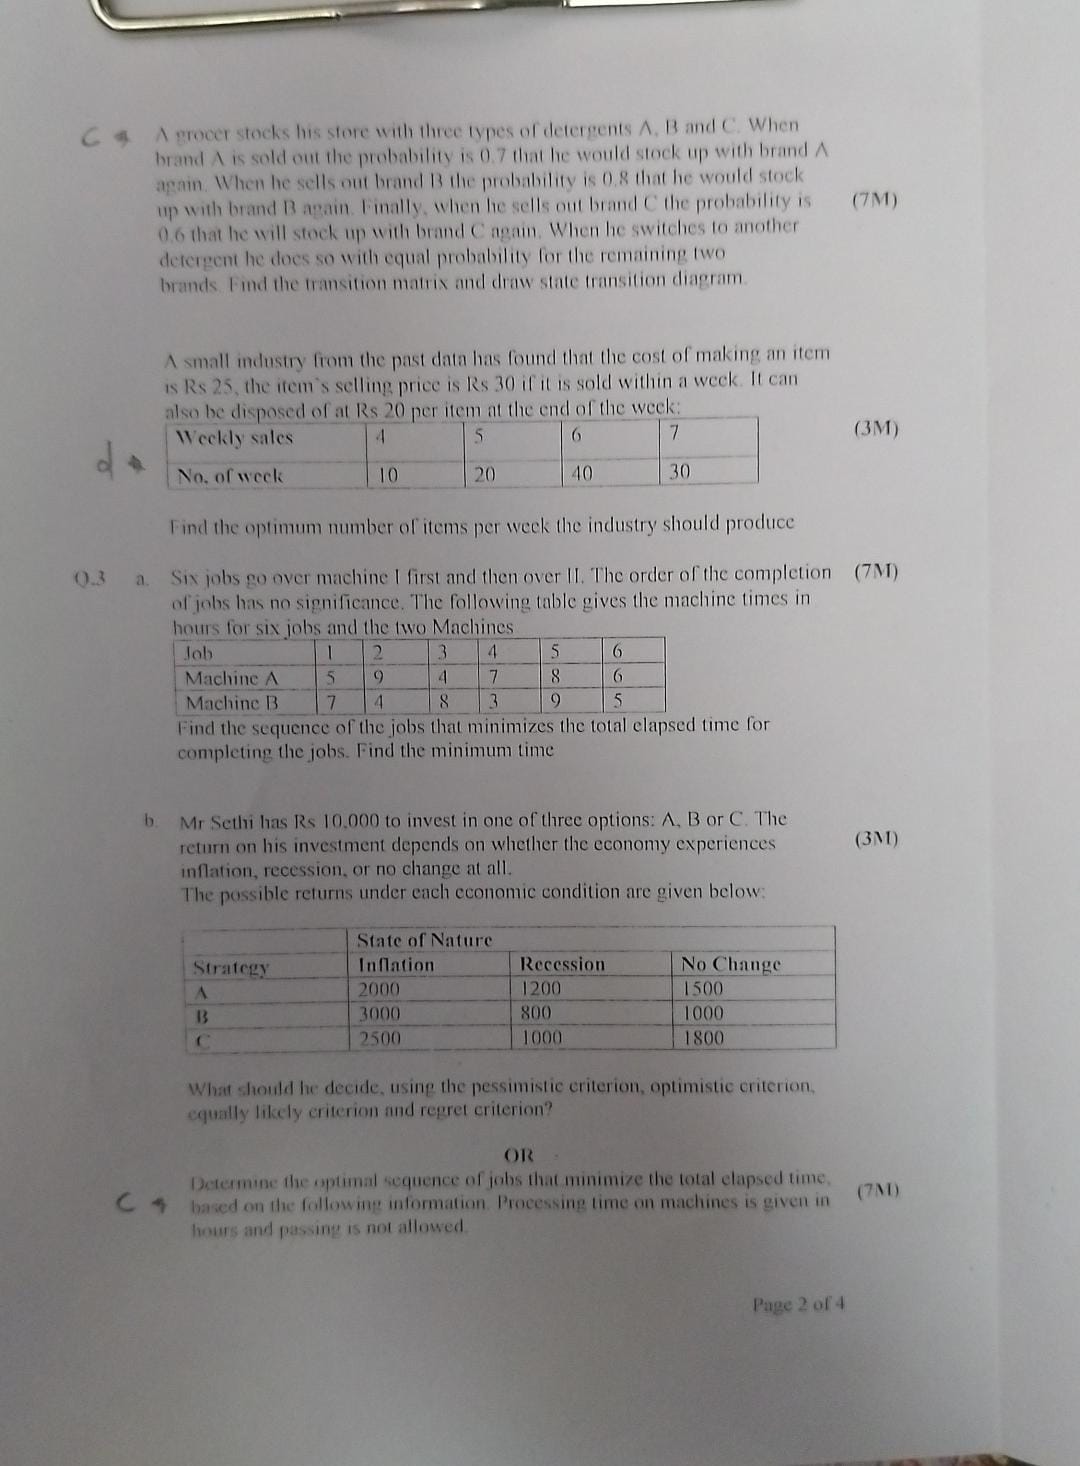 C
A grocer stocks his store with three types of detergents A, B and C. When
brand A is sold out the probability is 0.7 that he would stock up with brand A
again. When he sells out brand B the probability is 0.8 that he would stock
up with brand B again. Finally, when he sells out brand C the probability is (7M)
0.6 that he will stock up with brand C again. When he switches to another
detergent he does so with equal probability for the remaining two
brands. Find the transition matrix and draw state transition diagram.
A small industry from the past data has found that the cost of making an item
is Rs 25, the item's selling price is Rs 30 if it is sold within a week. It can
also be disposed of at Rs 20 per item at the end of the week:
Weekly sales 4 5 6 7 (3M)
d
No. of week 10 20 40 30
Find the optimum number of items per week the industry should produce
Q.3 a. Six jobs go over machine I first and then over II. The order of the completion (7M)
of jobs has no significance. The following table gives the machine times in
hours for six jobs and the two Machines
Job 1 2 3 4 5 6
Machine A 5 9 4 7 8 6
Machine B 7 4 8 3 9 5
Find the sequence of the jobs that minimizes the total elapsed time for
completing the jobs. Find the minimum time
b. Mr Sethi has Rs 10,000 to invest in one of three options: A, B or C. The
return on his investment depends on whether the economy experiences (3M)
inflation, recession, or no change at all.
The possible returns under each economic condition are given below:
State of Nature
Strategy Inflation Recession No Change
A 2000 1200 1500
B 3000 800 1000
C 2500 1000 1800
What should he decide, using the pessimistic criterion, optimistic criterion,
equally likely criterion and regret criterion?
OR
Determine the optimal sequence of jobs that minimize the total elapsed time,
C based on the following information. Processing time on machines is given in (7M)
hours and passing is not allowed.
Page 2 of 4